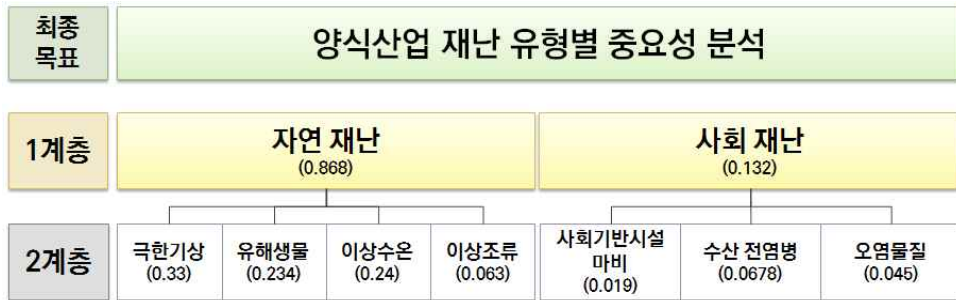 최종
목표
양식산업 재난 유형별 중요성 분석
1계층
자연 재난
(0.868)
사회 재난
(0.132)
2계층
극한기상
(0.33)
유해생물
(0.234)
이상수온
(0.24)
이상조류
(0.063)
사회기반시설
마비
(0.019)
수산 전염병
(0.0678)
오염물질
(0.045)